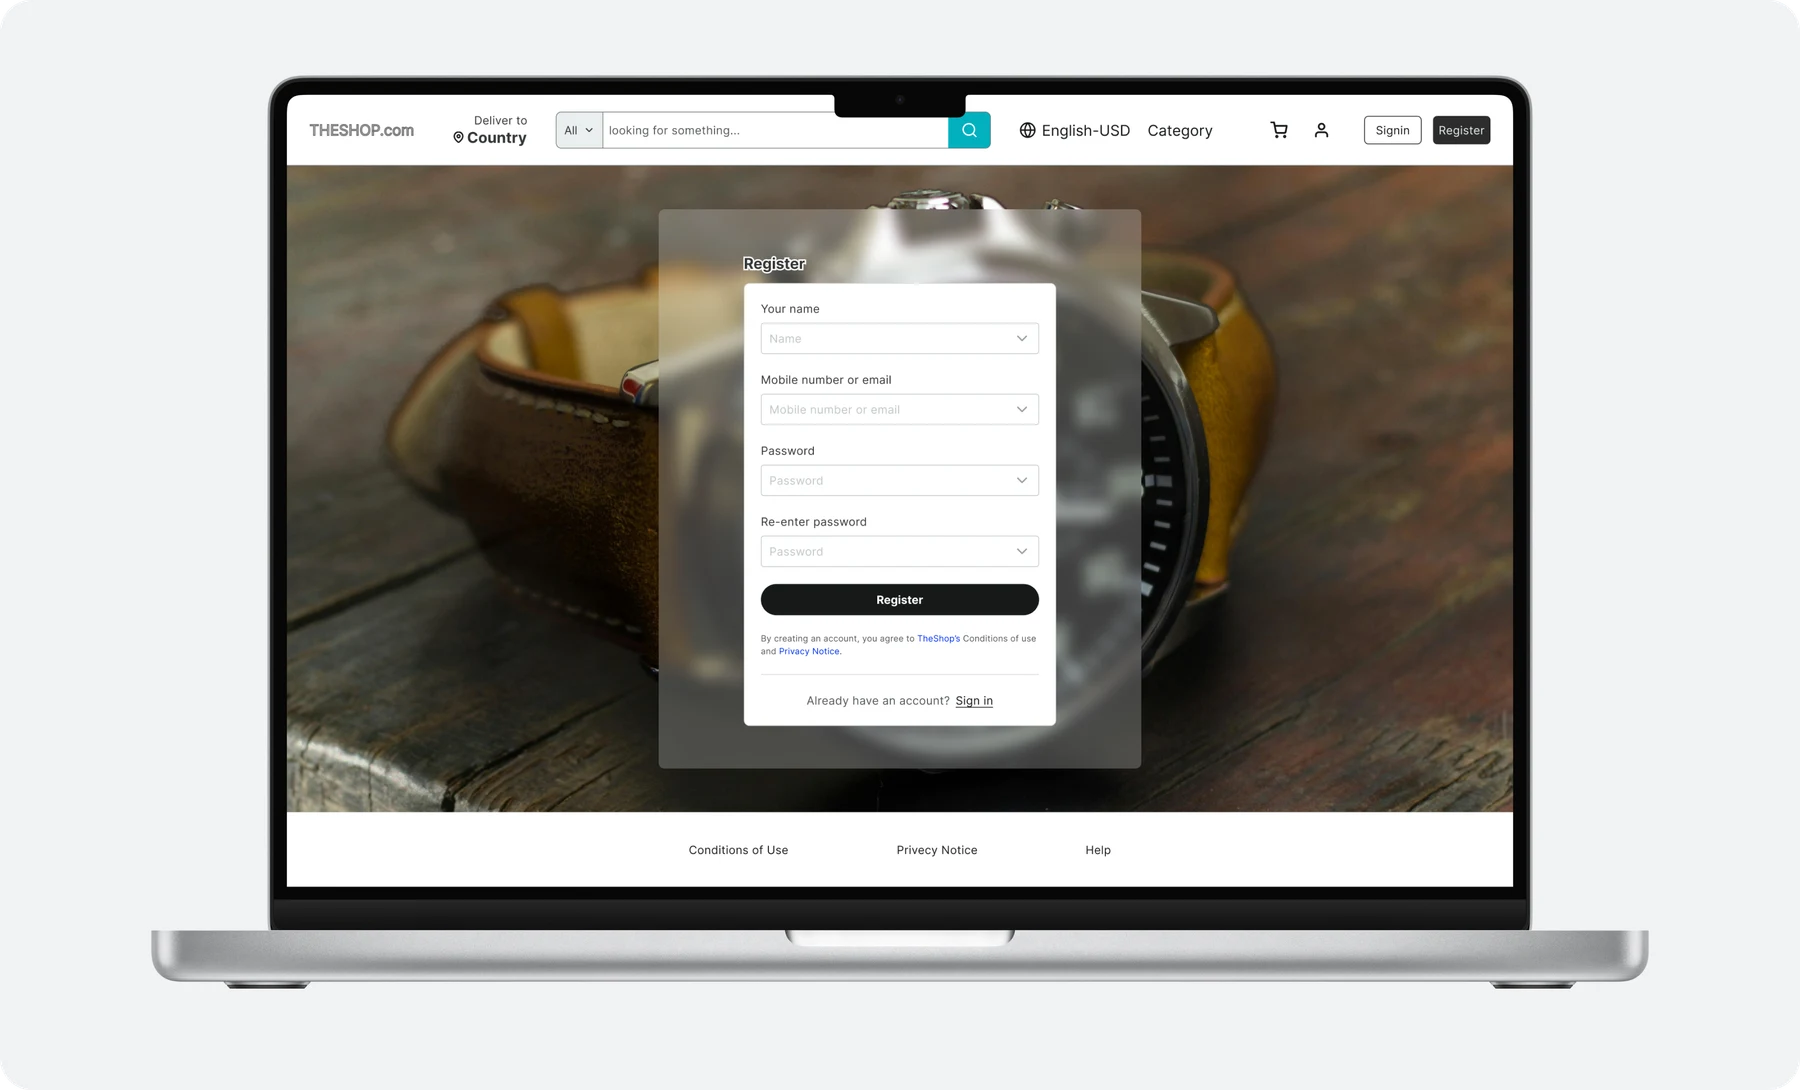 THESHOP.com
Deliver to
Country
All
looking for something...
English-USD
Category
Signin
Register
Register
Your name
Name
Mobile number or email
Mobile number or email
Password
Password
Re-enter password
Password
Register
By creating an account, you agree to TheShop's Conditions of use
and Privacy Notice.
Already have an account? Sign in
Conditions of Use
Privecy Notice
Help